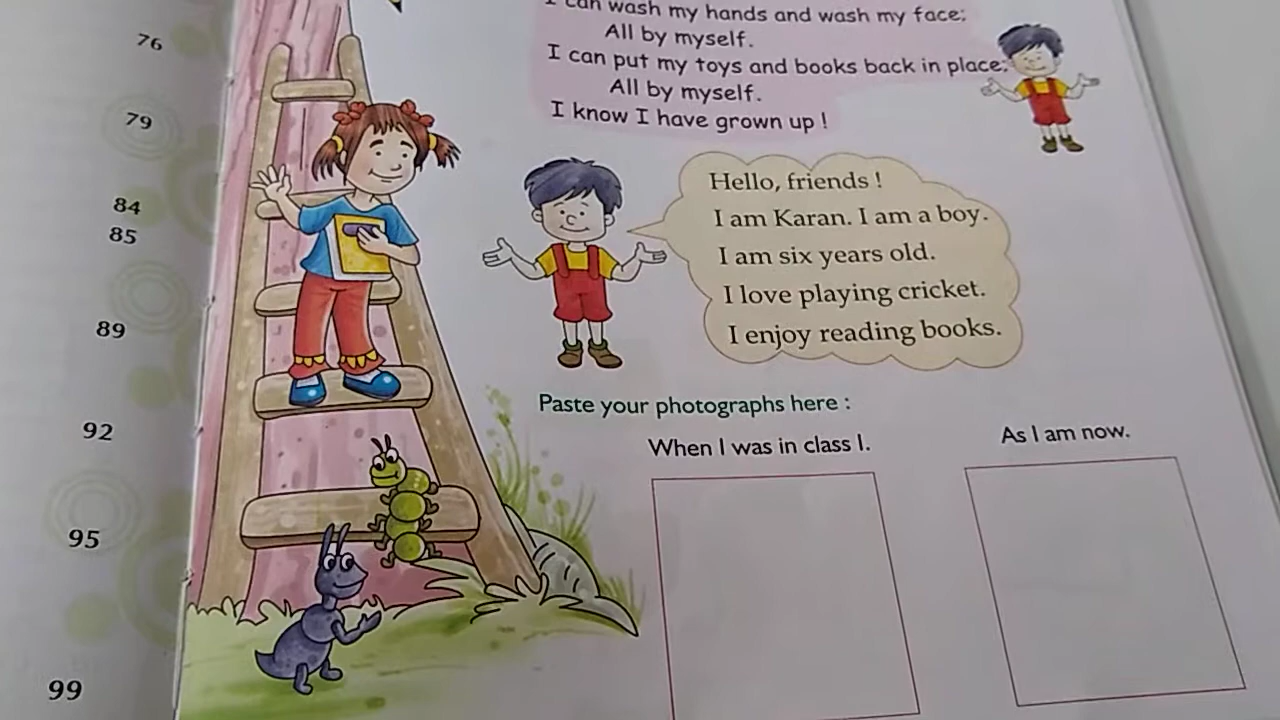 76
79
84
85
89
92
95
99
I can wash my hands and wash my face;
All by myself.
I can put my toys and books back in place;
All by myself.
I know I have grown up !
Hello, friends !
I am Karan. I am a boy.
I am six years old.
I love playing cricket.
I enjoy reading books.
Paste your photographs here :
When I was in class I.
As I am now.